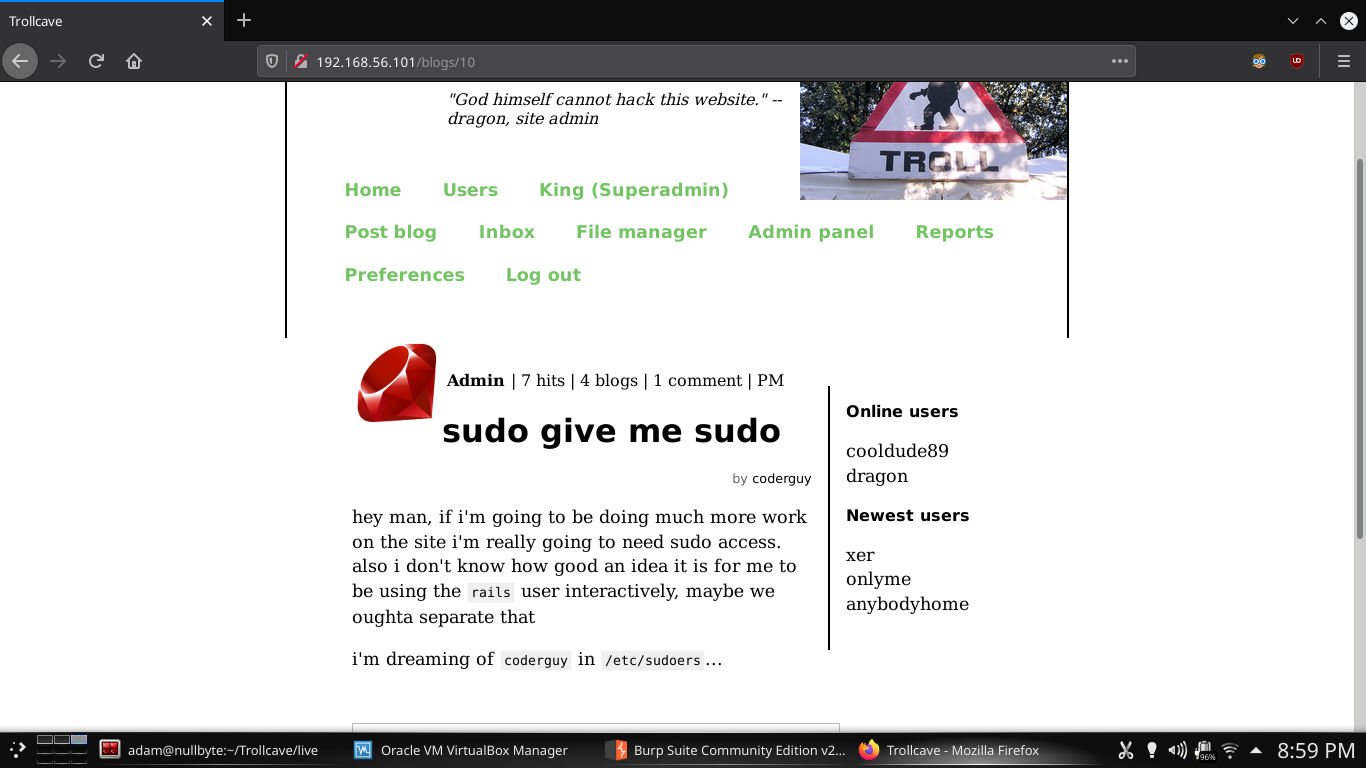 Trollcave
192.168.56.101/blogs/10
"God himself cannot hack this website." --
dragon, site admin
TROLL
Home Users King (Superadmin)
Post blog Inbox File manager Admin panel Reports
Preferences Log out
Admin | 7 hits | 4 blogs | 1 comment | PM
sudo give me sudo
by coderguy
hey man, if i'm going to be doing much more work
on the site i'm really going to need sudo access.
also i don't know how good an idea it is for me to
be using the rails user interactively, maybe we
oughta separate that
i'm dreaming of coderguy in /etc/sudoers...
Online users
cooldude89
dragon
Newest users
xer
onlyme
anybodyhome
adam@nullbyte:~/Trollcave/live Oracle VM VirtualBox Manager Burp Suite Community Edition v2... Trollcave - Mozilla Firefox 96% 8:59 PM